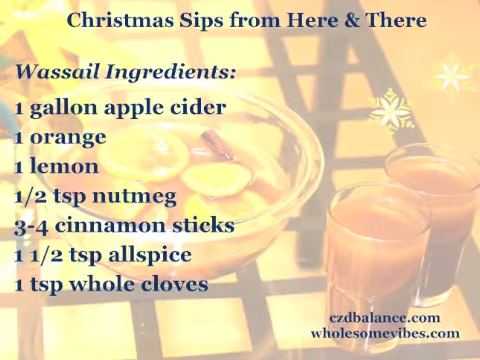 Christmas Sips from Here & There
Wassail Ingredients:
1 gallon apple cider
1 orange
1 lemon
1/2 tsp nutmeg
3-4 cinnamon sticks
1 1/2 tsp allspice
1 tsp whole cloves
czdbalance.com
wholesomevibes.com